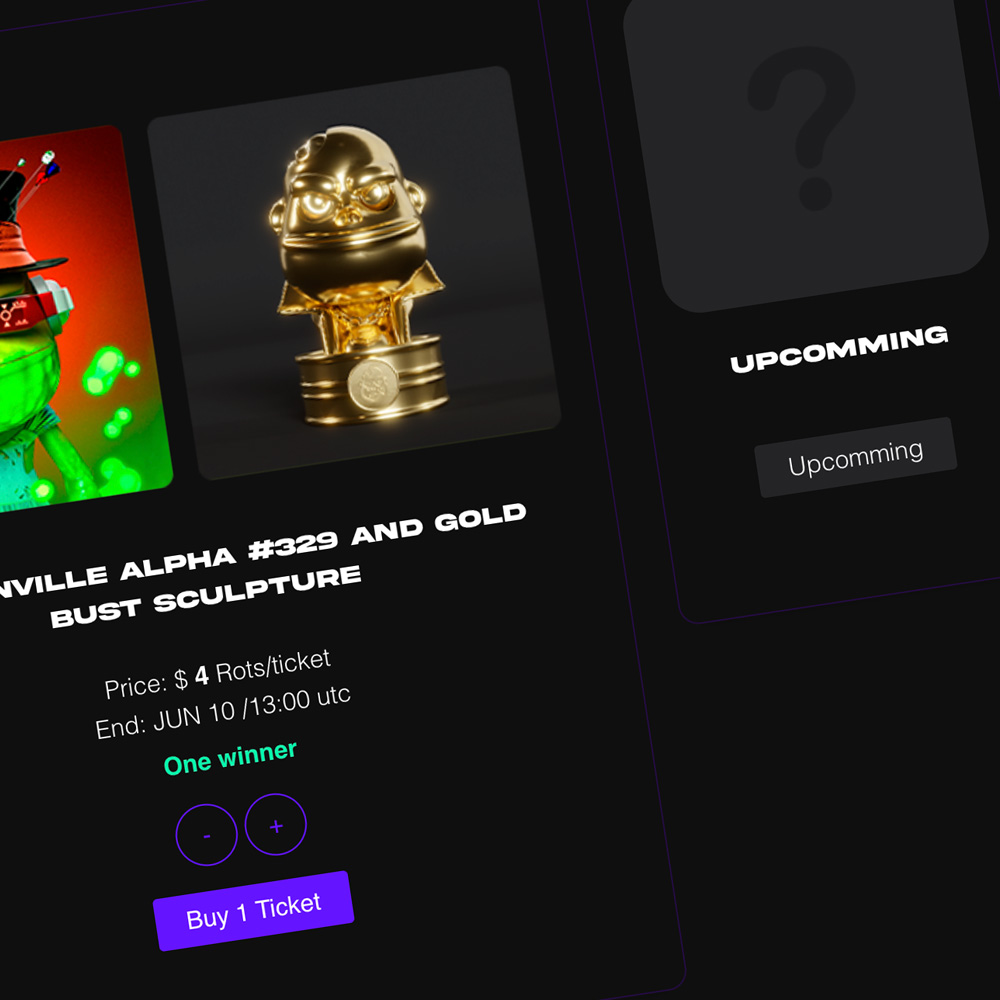 NVILLE ALPHA #329 AND GOLD
BUST SCULPTURE
Price: $ 4 Rots/ticket
End: JUN 10 /13:00 utc
One winner
- +
Buy 1 Ticket
?
UPCOMMING
Upcomming